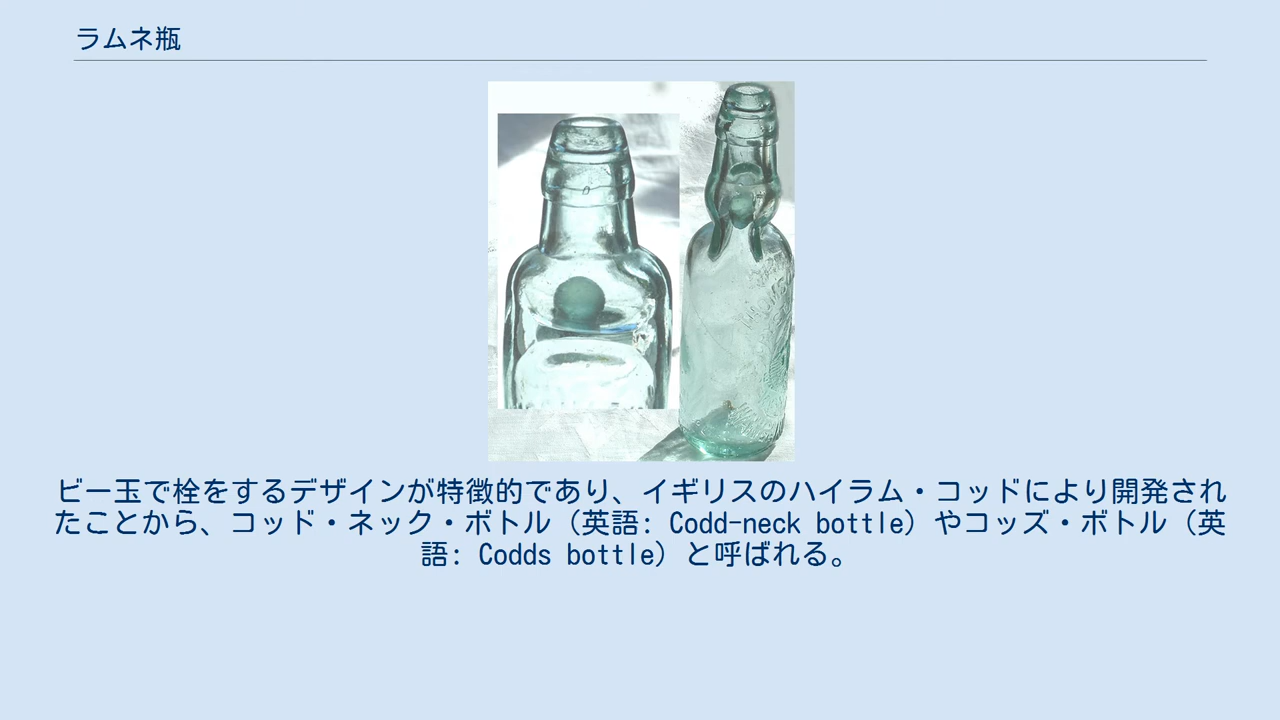 ラムネ瓶
ビー玉で栓をするデザインが特徴的であり、イギリスのハイラム・コッドにより開発され
たことから、コッド・ネック・ボトル（英語: Codd-neck bottle）やコッズ・ボトル（英
語: Codds bottle）と呼ばれる。